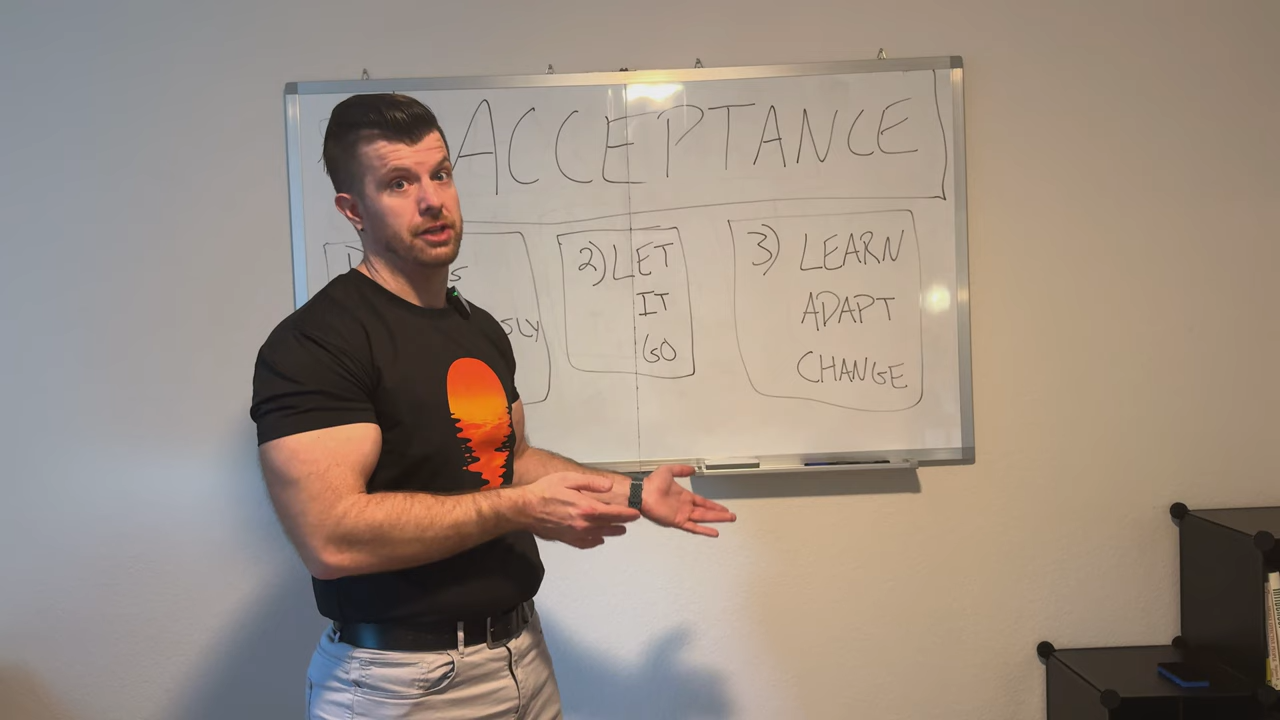 ACCEPTANCE
2) LET
IT
GO
3) LEARN
ADAPT
CHANGE